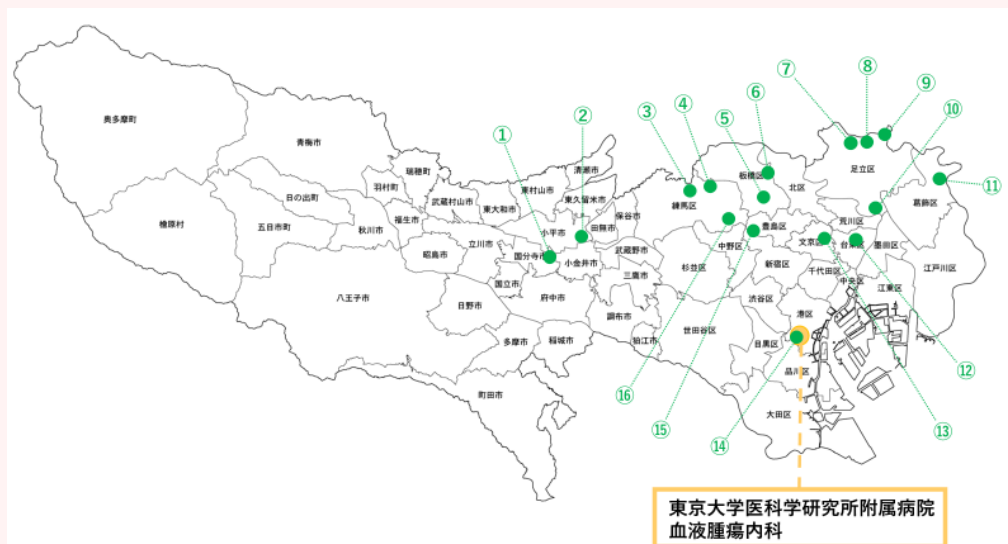 ⑦
⑧
⑨
⑥
⑩
⑤
④
③
②
①
⑪
奥多摩町
青梅市
瑞穂町
羽村町
日の出町
武蔵村山市
東大和市
東村山市
清瀬市
東久留米市
田無市
保谷市
小平市
檜原村
五日市町
秋川市
福生市
昭島市
立川市
国分寺市
小金井市
武蔵野市
三鷹市
国立市
府中市
調布市
狛江市
八王子市
日野市
多摩市
稲城市
町田市
板橋区
北区
足立区
葛飾区
練馬区
豊島区
荒川区
中野区
文京区
台東区
墨田区
杉並区
新宿区
千代田区
中央区
江東区
江戸川区
渋谷区
港区
世田谷区
目黒区
品川区
大田区
⑫
⑬
⑭
⑮
⑯
東京大学医科学研究所附属病院
血液腫瘍内科